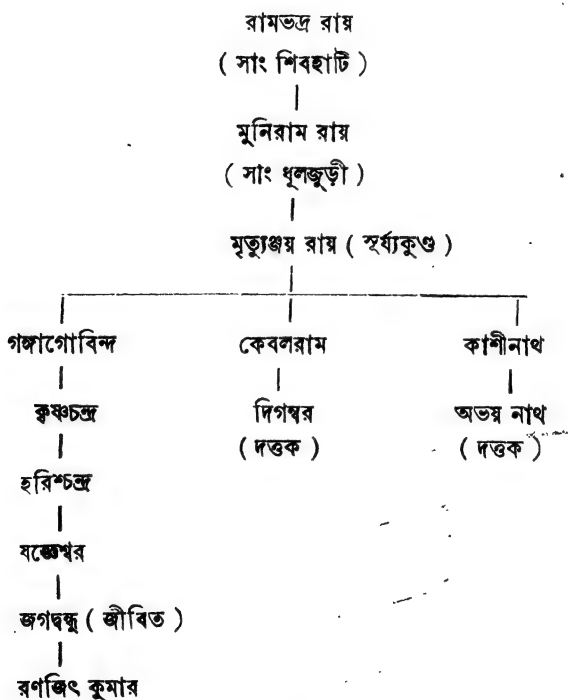 রামভদ্র রায়
( সাং শিবহাটি )
মুনিরাম রায়
( সাং ধূলজুড়ী )
মৃত্যুঞ্জয় রায় ( সূর্য্যকুণ্ড )
গঙ্গাগোবিন্দ কেবলরাম কাশীনাথ
কৃষ্ণচন্দ্র দিগম্বর অভয় নাথ
( দত্তক ) ( দত্তক )
হরিশ্চন্দ্র
যজ্ঞেশ্বর
জগদ্বন্ধু ( জীবিত )
রণজিৎ কুমার